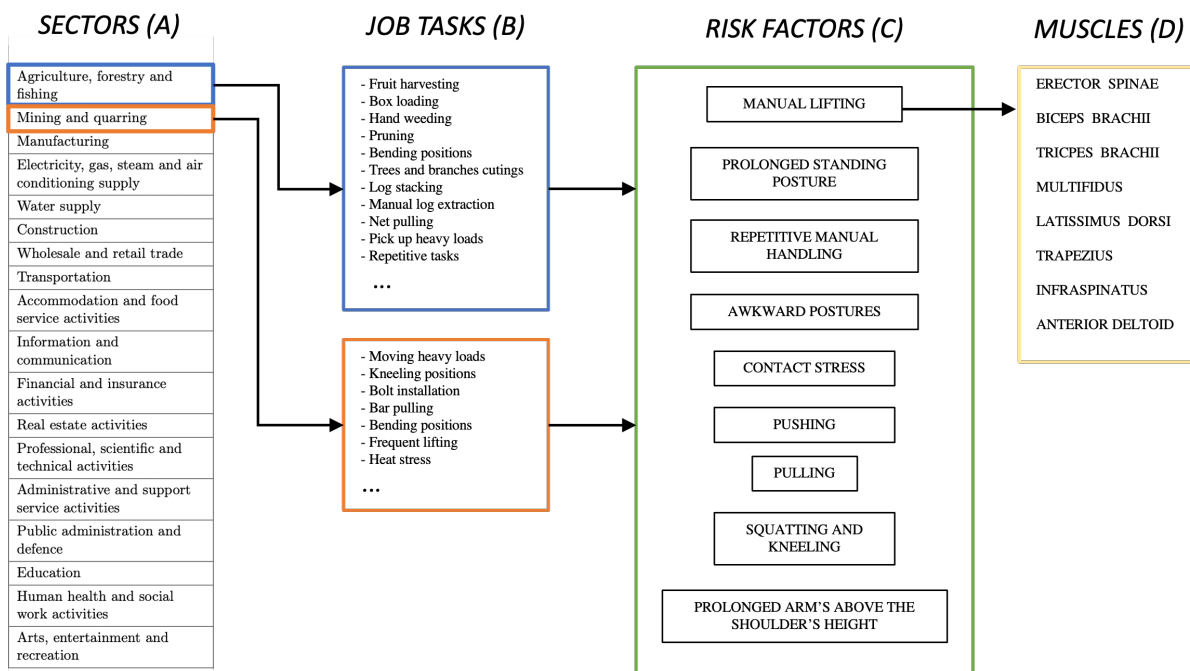 SECTORS (A)
JOB TASKS (B)
RISK FACTORS (C)
MUSCLES (D)
Agriculture, forestry and
fishing
Mining and quarring
Manufacturing
Electricity, gas, steam and air
conditioning supply
Water supply
Construction
Wholesale and retail trade
Transportation
Accommodation and food
service activities
Information and
communication
Financial and insurance
activities
Real estate activities
Professional, scientific and
technical activities
Administrative and support
service activities
Public administration and
defence
Education
Human health and social
work activities
Arts, entertainment and
recreation
- Fruit harvesting
- Box loading
- Hand weeding
- Pruning
- Bending positions
- Trees and branches cutings
- Log stacking
- Manual log extraction
- Net pulling
- Pick up heavy loads
- Repetitive tasks
...
- Moving heavy loads
- Kneeling positions
- Bolt installation
- Bar pulling
- Bending positions
- Frequent lifting
- Heat stress
...
MANUAL LIFTING
PROLONGED STANDING
POSTURE
REPETITIVE MANUAL
HANDLING
AWKWARD POSTURES
CONTACT STRESS
PUSHING
PULLING
SQUATTING AND
KNEELING
PROLONGED ARM'S ABOVE THE
SHOULDER'S HEIGHT
ERECTOR SPINAE
BICEPS BRACHII
TRICPES BRACHII
MULTIFIDUS
LATISSIMUS DORSI
TRAPEZIUS
INFRASPINATUS
ANTERIOR DELTOID